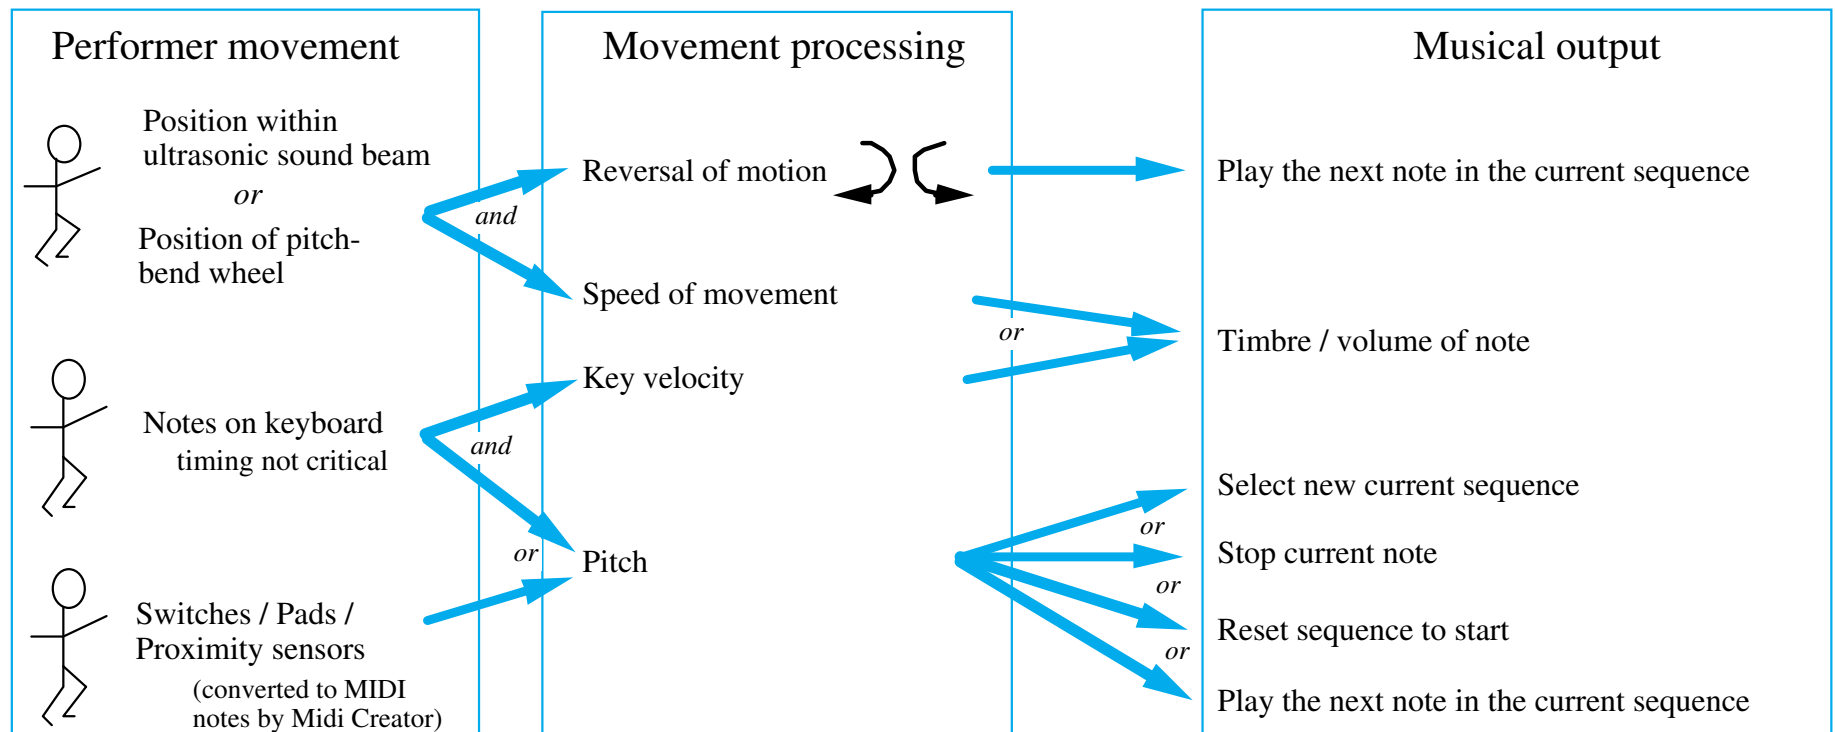 Performer movement
Position within
ultrasonic sound beam
or
Position of pitch-
bend wheel
Notes on keyboard
timing not critical
Switches / Pads /
Proximity sensors
(converted to MIDI
notes by Midi Creator)
and
and
or
Movement processing
Reversal of motion
Speed of movement
Key velocity
Pitch
or
or
or
or
Musical output
Play the next note in the current sequence
Timbre / volume of note
Select new current sequence
Stop current note
Reset sequence to start
Play the next note in the current sequence